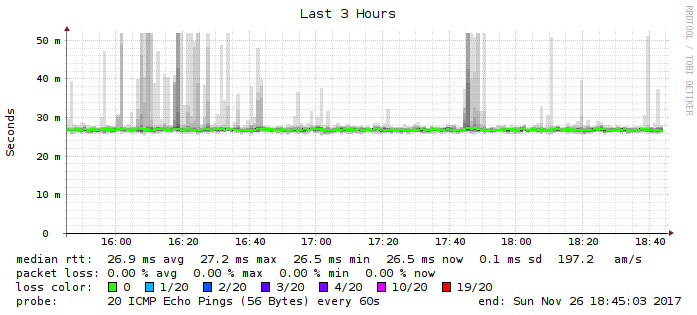 Last 3 Hours
RRDTOOL / TOBI OETIKER
Seconds
50 m
40 m
30 m
20 m
10 m
0
16:00 16:20 16:40 17:00 17:20 17:40 18:00 18:20 18:40
median rtt: 26.9 ms avg 27.2 ms max 26.5 ms min 26.5 ms now 0.1 ms sd 197.2 am/s
packet loss: 0.00 % avg 0.00 % max 0.00 % min 0.00 % now
loss color: 0 1/20 2/20 3/20 4/20 10/20 19/20
probe: 20 ICMP Echo Pings (56 Bytes) every 60s end: Sun Nov 26 18:45:03 2017